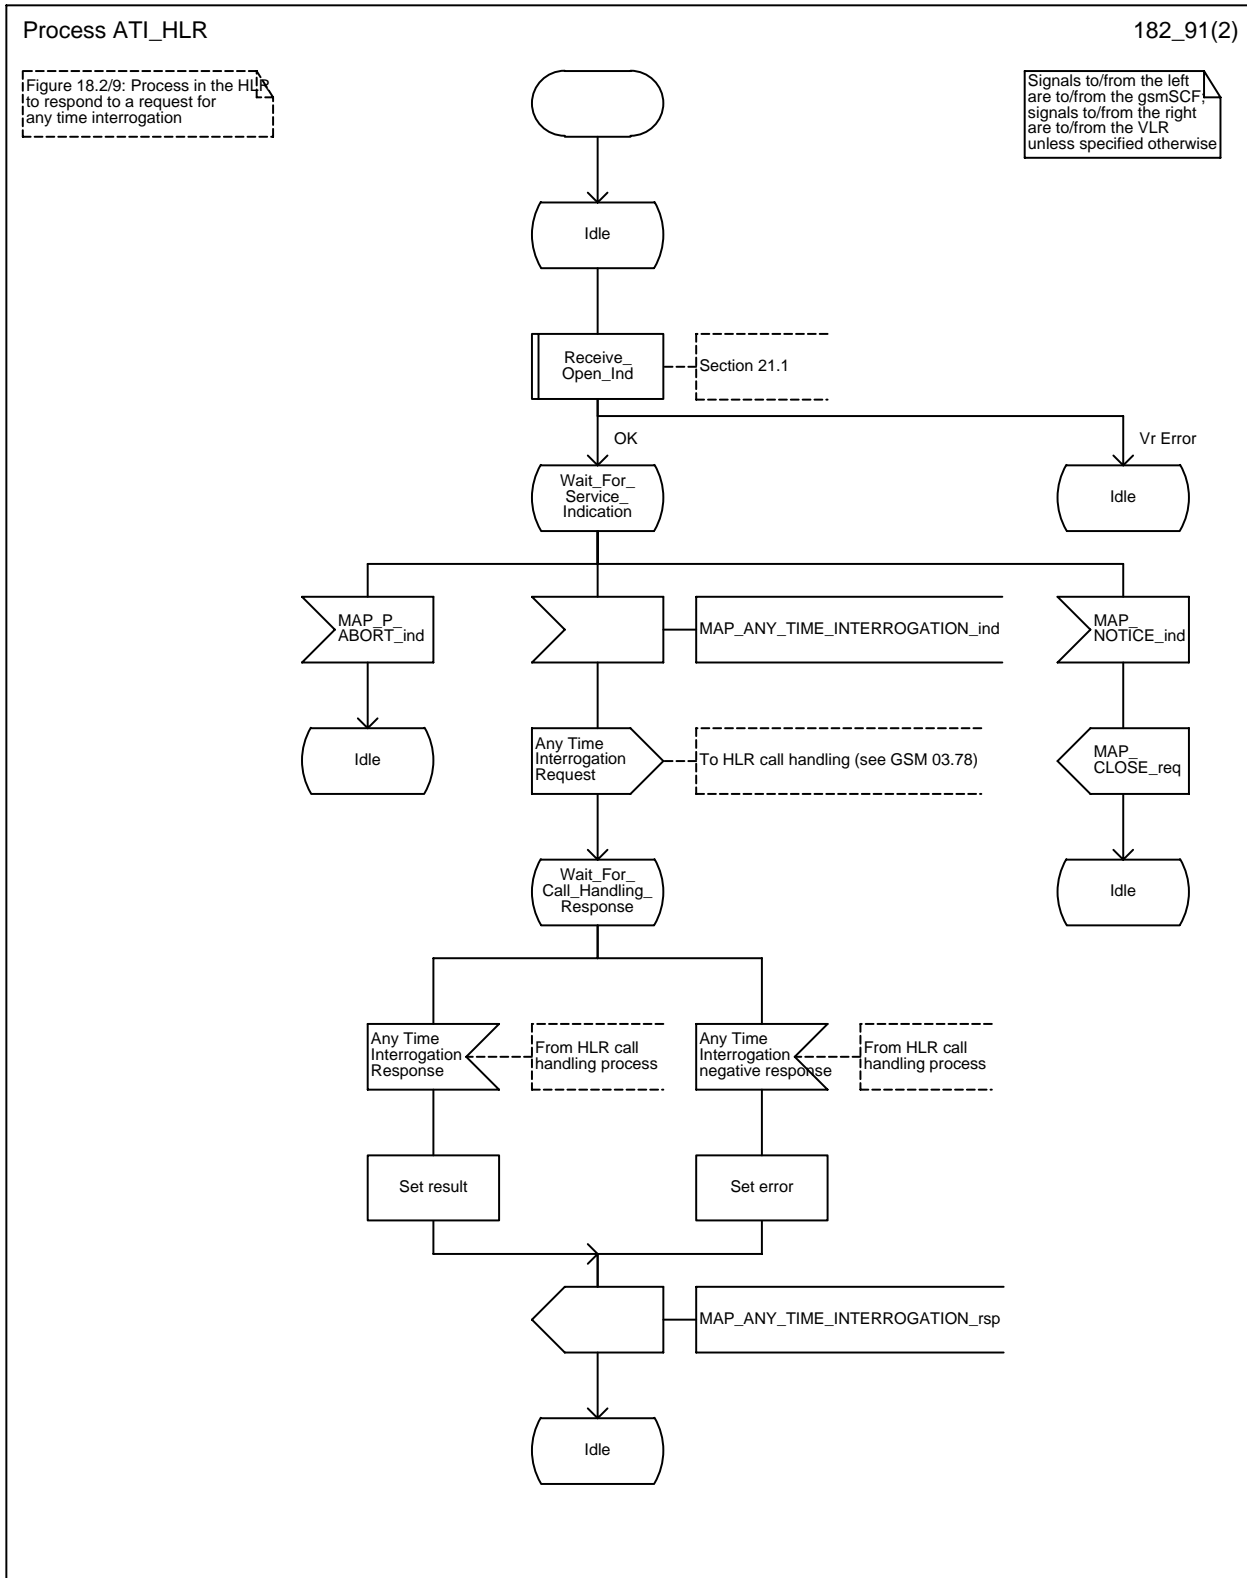 Process ATI_HLR
182_91(2)
Figure 18.2/9: Process in the HLR
to respond to a request for
any time interrogation
Signals to/from the left
are to/from the gsmSCF;
signals to/from the right
are to/from the VLR
unless specified otherwise
Idle
Receive_
Open_Ind
Section 21.1
OK
Vr Error
Wait_For_
Service_
Indication
Idle
MAP_P_
ABORT_ind
MAP_ANY_TIME_INTERROGATION_ind
MAP_
NOTICE_ind
Idle
Any Time
Interrogation
Request
To HLR call handling (see GSM 03.78)
MAP_
CLOSE_req
Wait_For_
Call_Handling_
Response
Idle
Any Time
Interrogation
Response
From HLR call
handling process
Any Time
Interrogation
negative response
From HLR call
handling process
Set result
Set error
MAP_ANY_TIME_INTERROGATION_rsp
Idle